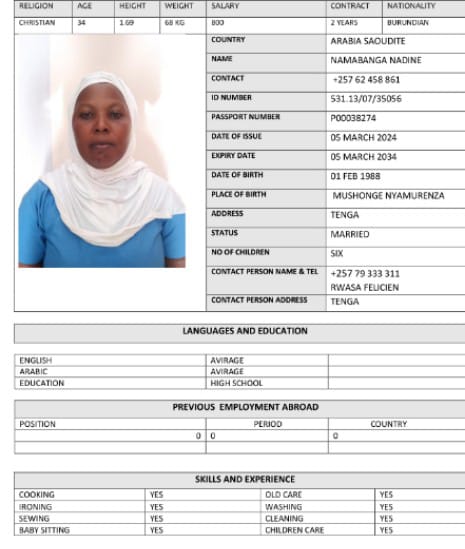 RELIGION AGE HEIGHT WEIGHT SALARY CONTRACT NATIONALITY
CHRISTIAN 34 1.69 68 KG 800 2 YEARS BURUNDIAN
COUNTRY ARABIA SAOUDITE
NAME NAMABANGA NADINE
CONTACT +257 62 458 861
ID NUMBER 531.13/07/35056
PASSPORT NUMBER P00038274
DATE OF ISSUE 05 MARCH 2024
EXPIRY DATE 05 MARCH 2034
DATE OF BIRTH 01 FEB 1988
PLACE OF BIRTH MUSHONGE NYAMURENZA
ADDRESS TENGA
STATUS MARRIED
NO OF CHILDREN SIX
CONTACT PERSON NAME & TEL +257 79 333 311
RWASA FELICIEN
CONTACT PERSON ADDRESS TENGA
LANGUAGES AND EDUCATION
ENGLISH AVIRAGE
ARABIC AVIRAGE
EDUCATION HIGH SCHOOL
PREVIOUS EMPLOYMENT ABROAD
POSITION PERIOD COUNTRY
0 0 0
SKILLS AND EXPERIENCE
COOKING YES OLD CARE YES
IRONING YES WASHING YES
SEWING YES CLEANING YES
BABY SITTING YES CHILDREN CARE YES